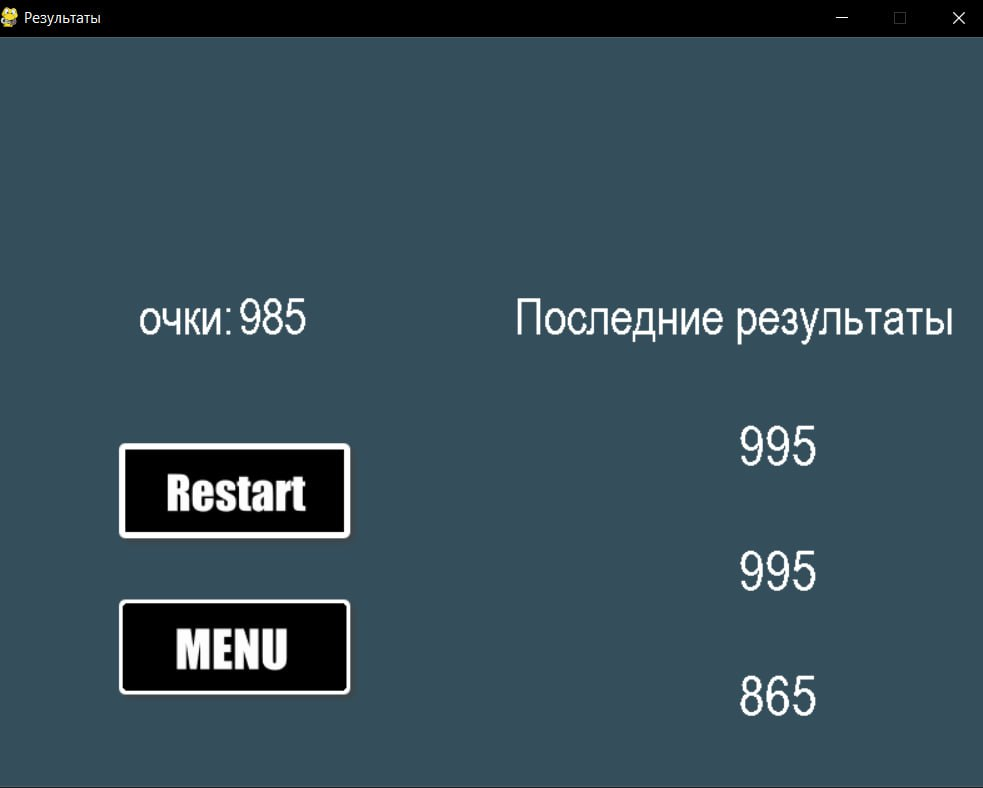 Результаты
очки: 985
Последние результаты
Restart
MENU
995
995
865